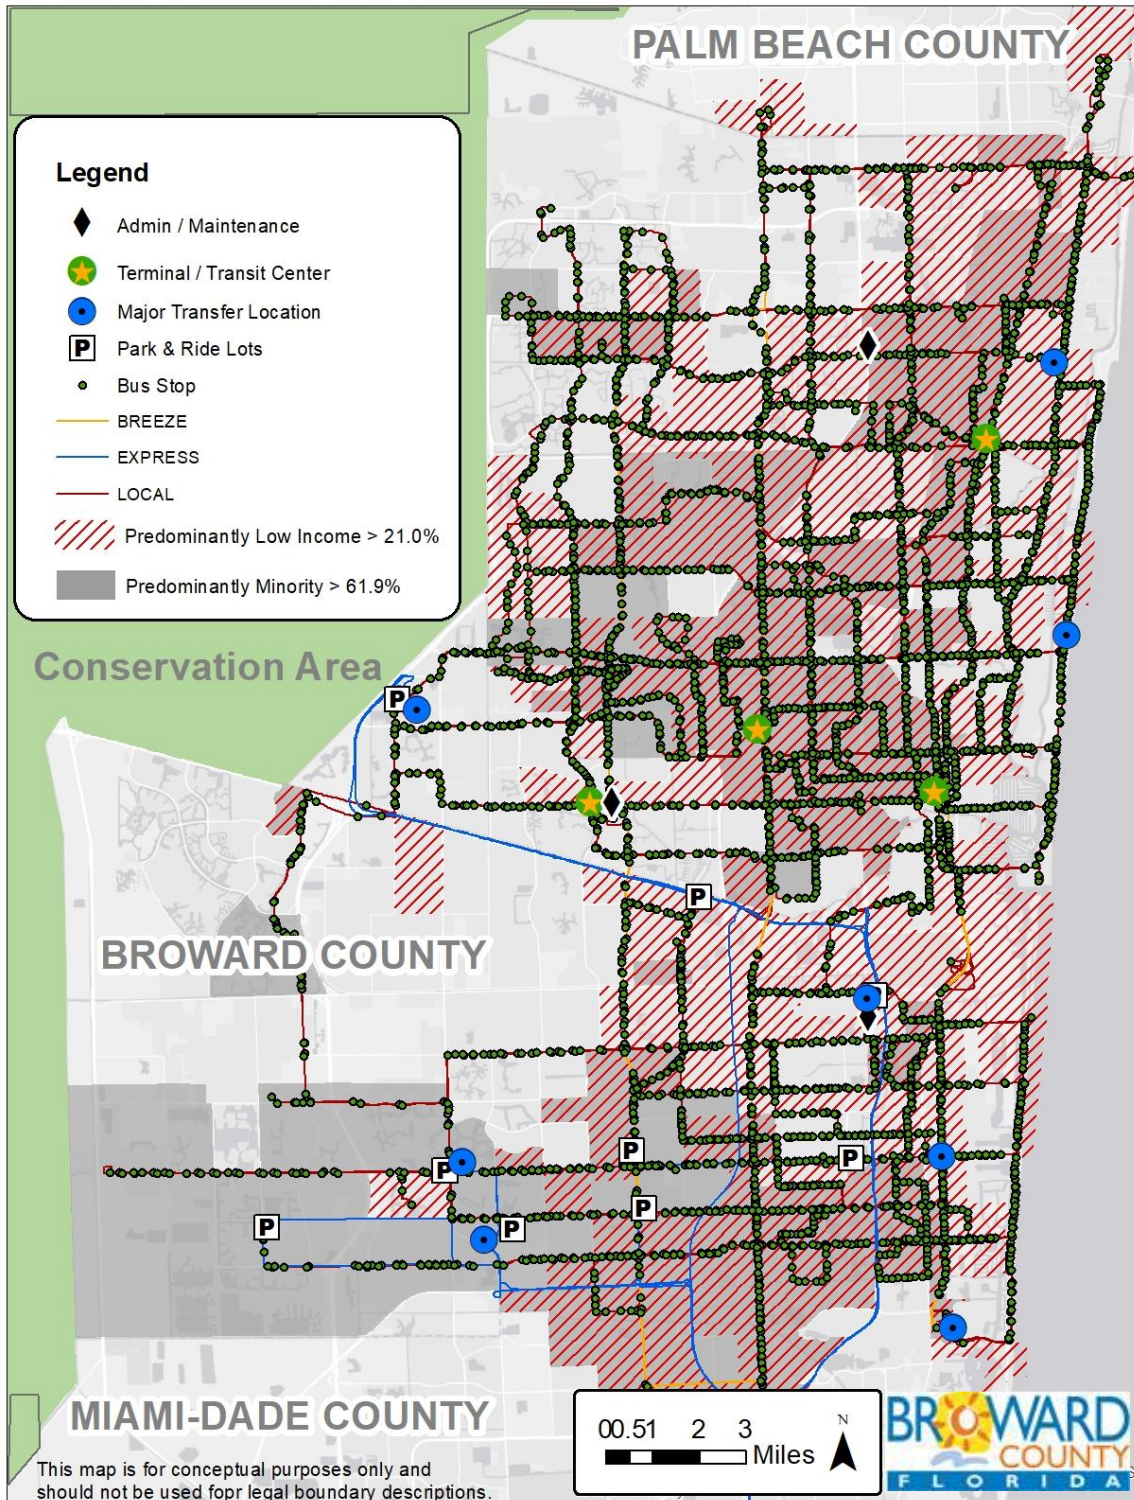 PALM BEACH COUNTY
Legend
Admin / Maintenance
Terminal / Transit Center
Major Transfer Location
P Park & Ride Lots
Bus Stop
BREEZE
EXPRESS
LOCAL
Predominantly Low Income > 21.0%
Predominantly Minority > 61.9%
Conservation Area
P
P
BROWARD COUNTY
P
P
P
P
P
P
P
MIAMI-DADE COUNTY
This map is for conceptual purposes only and
should not be used fopr legal boundary descriptions.
00.51 2 3
Miles
N
BROWARD
COUNTY
FLORIDA